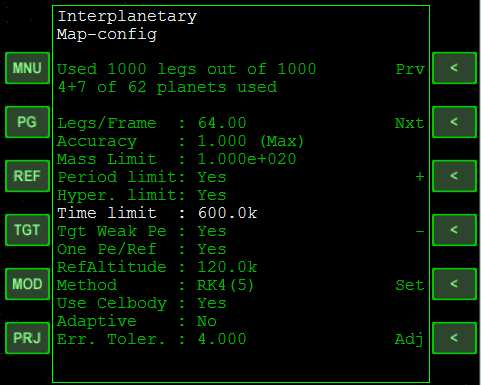 Interplanetary
Map-config
MNU Used 1000 legs out of 1000 Prv <
4+7 of 62 planets used
PG Legs/Frame : 64.00 Nxt <
Accuracy : 1.000 (Max)
Mass Limit : 1.000e+020
REF Period limit: Yes + <
Hyper. limit: Yes
Time limit : 600.0k
TGT Tgt Weak Pe : Yes - <
One Pe/Ref : Yes
RefAltitude : 120.0k
MOD Method : RK4(5) Set <
Use Celbody : Yes
Adaptive : No
PRJ Err. Toler. : 4.000 Adj <